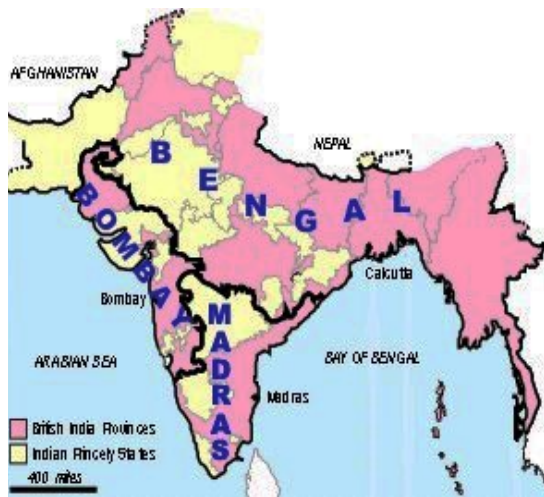 AFGHANISTAN
NEPAL
BENGAL
BOMBAY
Calcutta
Bombay
MADRAS
ARABIAN SEA
BAY OF BENGAL
Madras
British India Provinces
Indian Princely States
400 miles